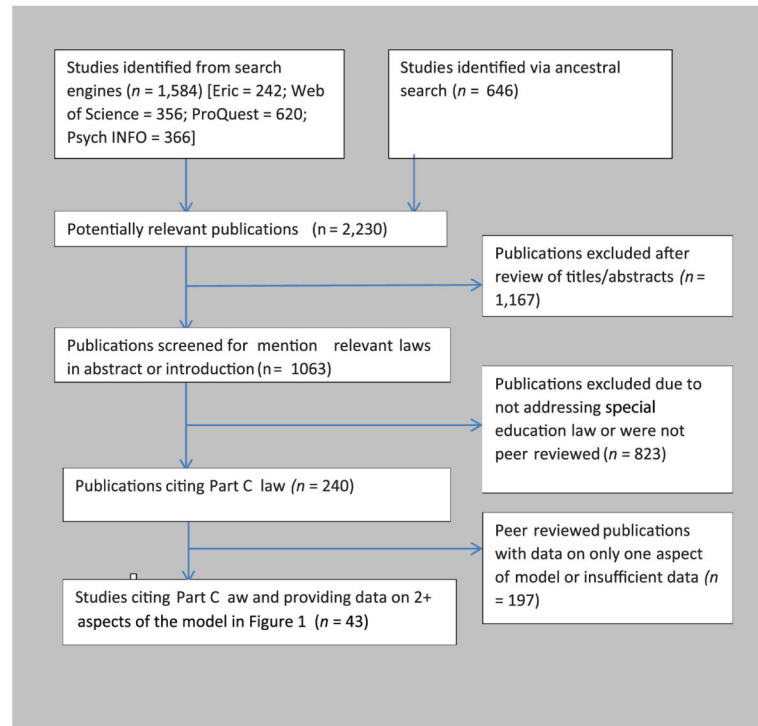 Studies identified from search
engines (n = 1,584) [Eric = 242; Web
of Science = 356; ProQuest = 620;
Psych INFO = 366]
Studies identified via ancestral
search (n = 646)
Potentially relevant publications (n = 2,230)
Publications excluded after
review of titles/abstracts (n =
1,167)
Publications screened for mention relevant laws
in abstract or introduction (n = 1063)
Publications excluded due to
not addressing special
education law or were not
peer reviewed (n = 823)
Publications citing Part C law (n = 240)
Peer reviewed publications
with data on only one aspect
of model or insufficient data (n
= 197)
Studies citing Part C aw and providing data on 2+
aspects of the model in Figure 1 (n = 43)